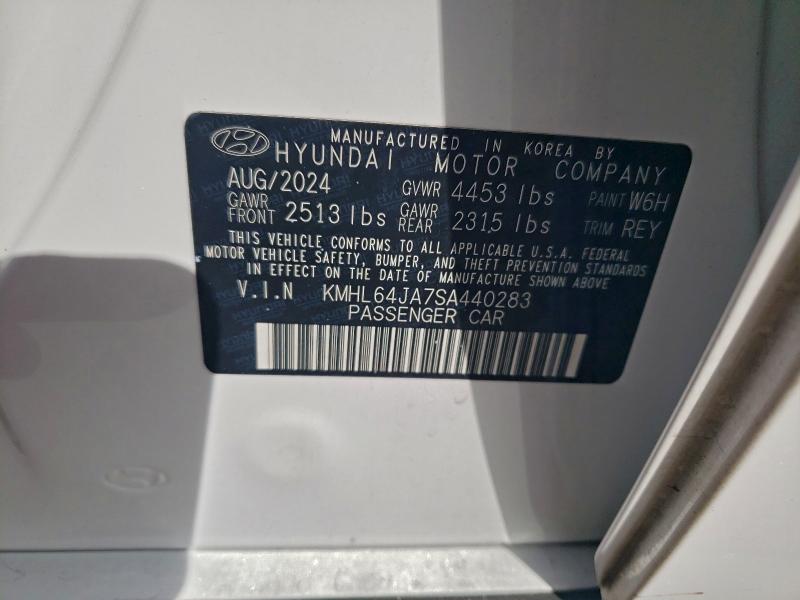 MANUFACTURED IN KOREA BY
HYUNDAI MOTOR COMPANY
AUG/2024 GVWR 4453 lbs PAINT W6H
GAWR FRONT 2513 lbs GAWR REAR 2315 lbs TRIM REY
THIS VEHICLE CONFORMS TO ALL APPLICABLE U.S.A. FEDERAL
MOTOR VEHICLE SAFETY, BUMPER, AND THEFT PREVENTION STANDARDS
IN EFFECT ON THE DATE OF MANUFACTURE SHOWN ABOVE.
V.I.N KMHL64JA7SA440283
PASSENGER CAR